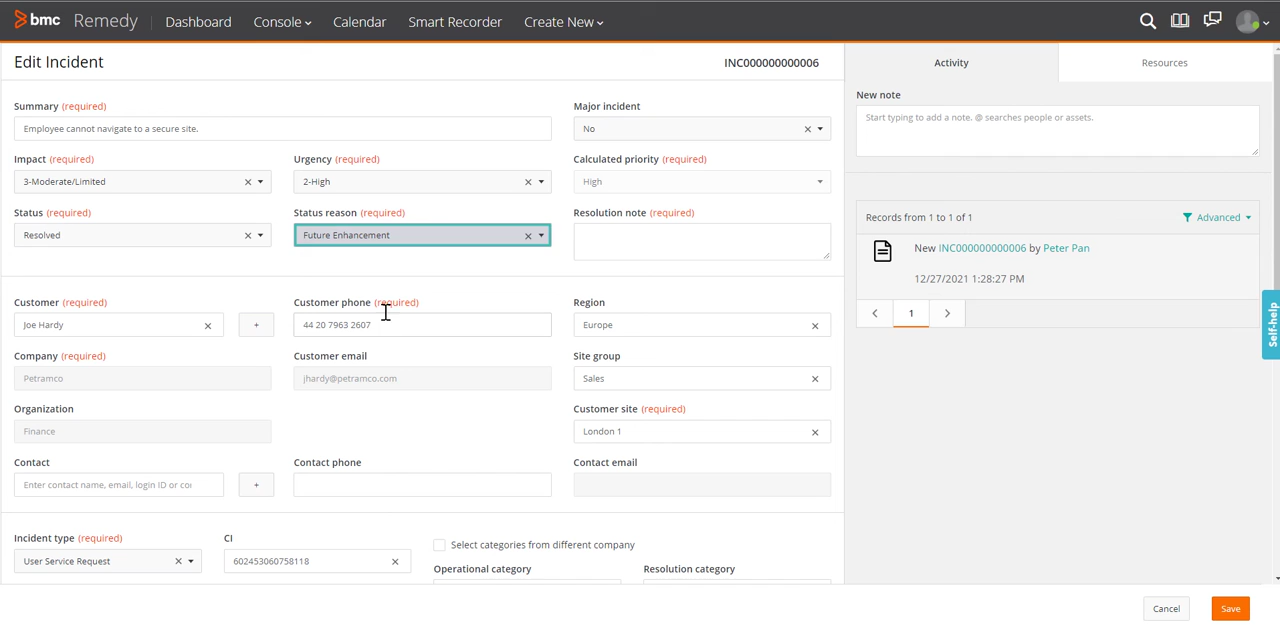 bmc Remedy Dashboard Console Calendar Smart Recorder Create New
Edit Incident INC000000000006
Activity Resources
Summary (required) Major incident
Employee cannot navigate to a secure site. No
Impact (required) Urgency (required) Calculated priority (required)
3-Moderate/Limited 2-High High
Status (required) Status reason (required) Resolution note (required)
Resolved Future Enhancement
Customer (required) Customer phone (required) Region
Joe Hardy + 44 20 7963 2607 Europe
Company (required) Customer email Site group
Petramco jhardy@petramco.com Sales
Organization Customer site (required)
Finance London 1
Contact Contact phone Contact email
Enter contact name, email, login ID or coi +
Incident type (required) CI Select categories from different company
User Service Request 602453060758118
Operational category Resolution category
New note
Start typing to add a note. @ searches people or assets.
Records from 1 to 1 of 1 Advanced
New INC000000000006 by Peter Pan
12/27/2021 1:28:27 PM
1
Self-help
Cancel Save